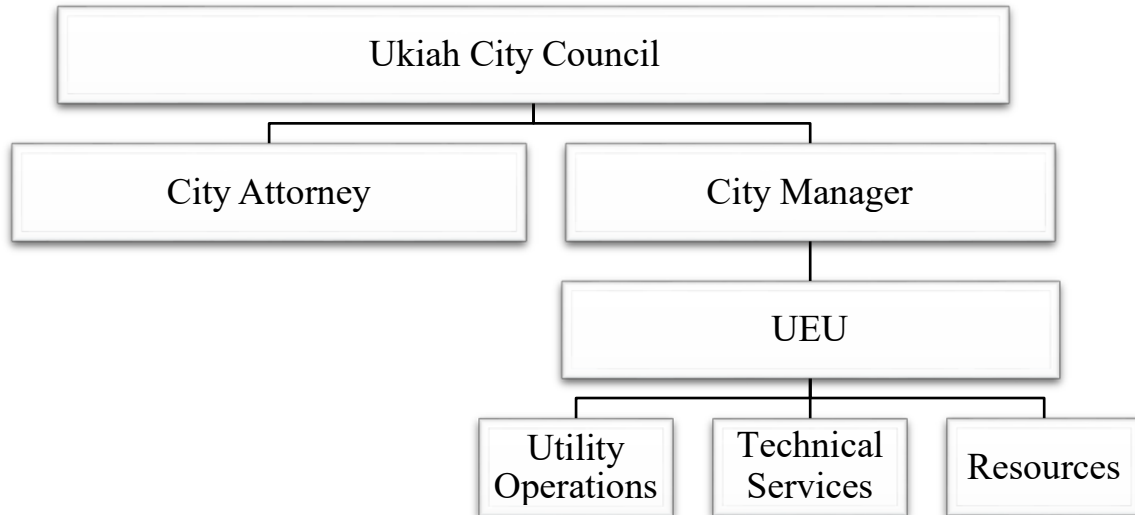 Ukiah City Council
City Attorney
City Manager
UEU
Utility
Operations
Technical
Services
Resources